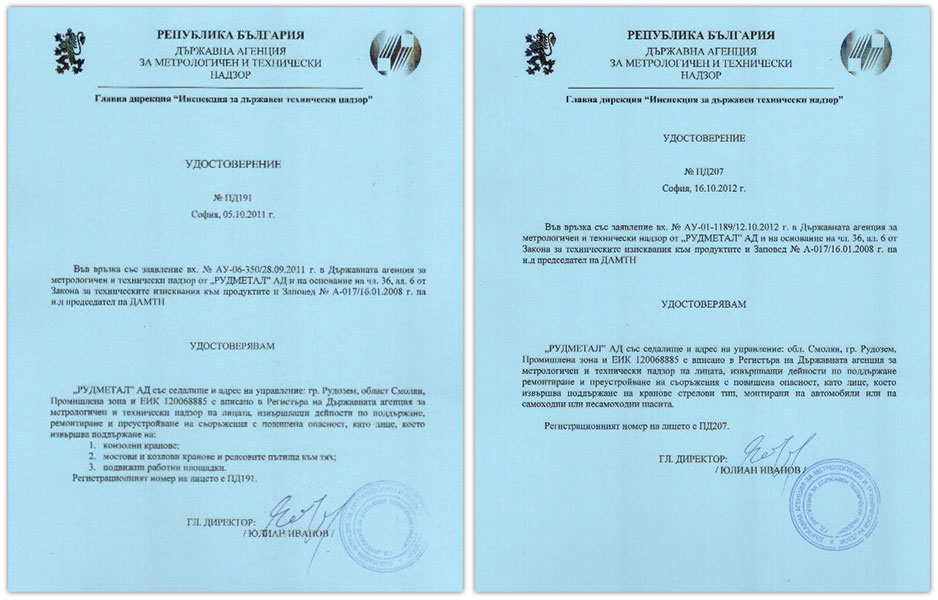 РЕПУБЛИКА БЪЛГАРИЯ
ДЪРЖАВНА АГЕНЦИЯ
ЗА МЕТРОЛОГИЧЕН И ТЕХНИЧЕСКИ
НАДЗОР
Главна дирекция “Инспекция за държавен технически надзор”
УДОСТОВЕРЕНИЕ
№ ПД191
София, 05.10.2011 г.
Във връзка със заявление вх. № АУ-06-350/28.09.2011 г. в Държавната агенция за
метрологичен и технически надзор от „РУДМЕТАЛ” АД и на основание на чл. 36, ал. 6 от
Закона за техническите изисквания към продуктите и Заповед № А-017/16.01.2008 г. на
и.д председател на ДАМТН
УДОСТОВЕРЯВАМ
„РУДМЕТАЛ” АД със седалище и адрес на управление: гр. Рудозем, област Смолян,
Промишлена зона и ЕИК 120068885 е вписано в Регистъра на Държавната агенция за
метрологичен и технически надзор на лицата, извършващи дейности по поддържане,
ремонтиране и преустройване на съоръжения с повишена опасност, като лице, което
извършва поддържане на:
1. конзолни кранове;
2. мостови и козлови кранове и релсовите пътища към тях;
3. подвижни работни площадки.
Регистрационният номер на лицето е ПД191.
ГЛ. ДИРЕКТОР:
/ ЮЛИАН ИВАНОВ /
РЕПУБЛИКА БЪЛГАРИЯ
ДЪРЖАВНА АГЕНЦИЯ
ЗА МЕТРОЛОГИЧЕН И ТЕХНИЧЕСКИ
НАДЗОР
Главна дирекция “Инспекция за държавен технически надзор”
УДОСТОВЕРЕНИЕ
№ ПД207
София, 16.10.2012 г.
Във връзка със заявление вх. № АУ-01-1189/12.10.2012 г. в Държавната агенция за
метрологичен и технически надзор от „РУДМЕТАЛ” АД и на основание на чл. 36, ал. 6 от
Закона за техническите изисквания към продуктите и Заповед № А-017/16.01.2008 г. на
и.д председател на ДАМТН
УДОСТОВЕРЯВАМ
„РУДМЕТАЛ” АД със седалище и адрес на управление: обл. Смолян, гр. Рудозем,
Промишлена зона и ЕИК 120068885 е вписано в Регистъра на Държавната агенция за
метрологичен и технически надзор на лицата, извършващи дейности по поддържане
ремонтиране и преустройване на съоръжения с повишена опасност, като лице, което
извършва поддържане на кранове стрелови тип, монтирани на автомобили или на
самоходни или несамоходни шасита.
Регистрационният номер на лицето е ПД207.
ГЛ. ДИРЕКТОР:
/ ЮЛИАН ИВАНОВ /